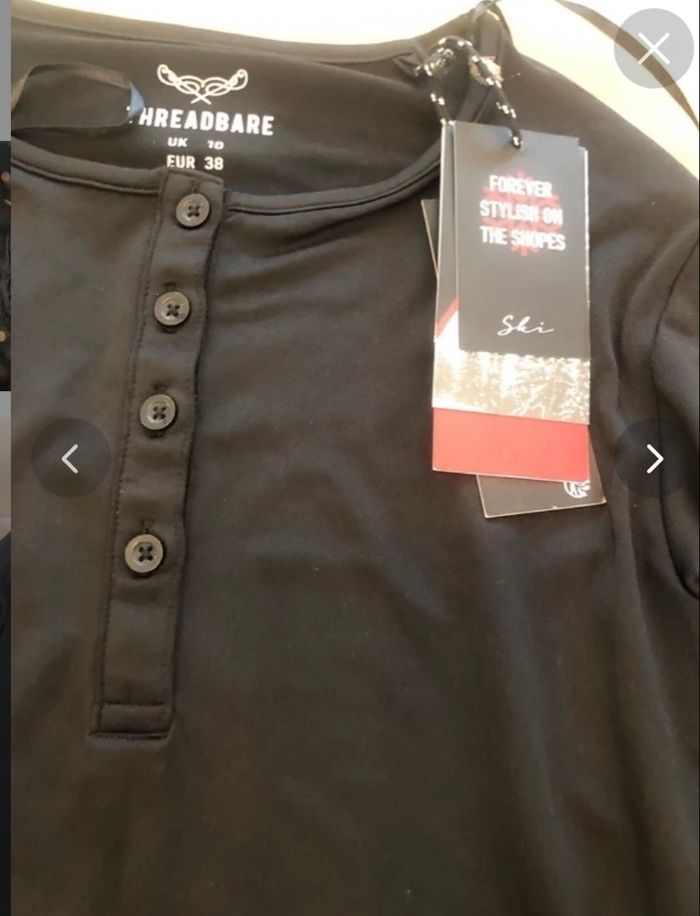 THREADBARE
UK 10
EUR 38
FOREVER
STYLISH ON
THE SHOPES
Ski